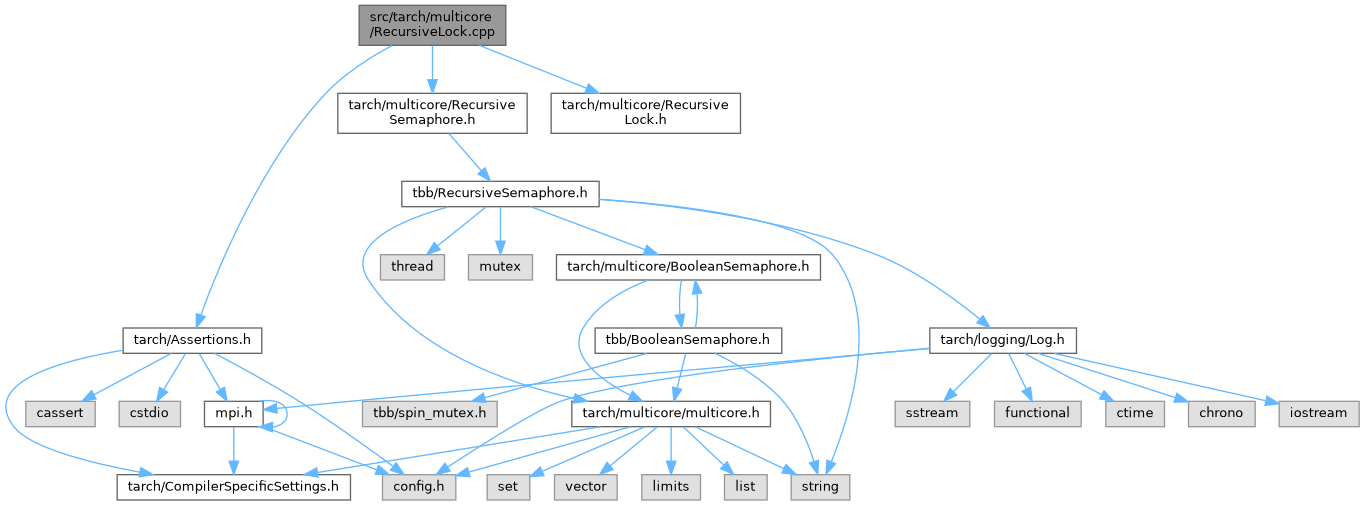 src/tarch/multicore
/RecursiveLock.cpp
tarch/multicore/Recursive
Semaphore.h
tarch/multicore/Recursive
Lock.h
tbb/RecursiveSemaphore.h
thread
mutex
tarch/multicore/BooleanSemaphore.h
tarch/Assertions.h
tbb/BooleanSemaphore.h
tarch/logging/Log.h
cassert
cstdio
mpi.h
tbb/spin_mutex.h
tarch/multicore/multicore.h
sstream
functional
ctime
chrono
iostream
tarch/CompilerSpecificSettings.h
config.h
set
vector
limits
list
string